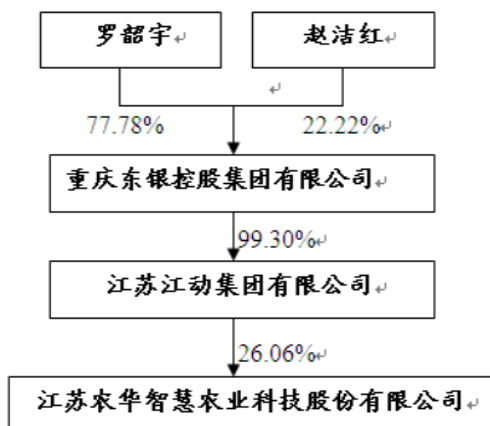 罗韶宇↵
赵洁红↵
↵
77.78%
22.22%↵
重庆东银控股集团有限公司↵
99.30%↵
江苏江动集团有限公司↵
26.06%↵
江苏农华智慧农业科技股份有限公司↵